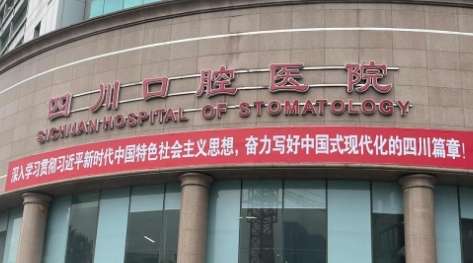 四川口腔医院
SICHUAN HOSPITAL OF STOMATOLOGY
深入学习贯彻习近平新时代中国特色社会主义思想，奋力写好中国式现代化的四川篇章！